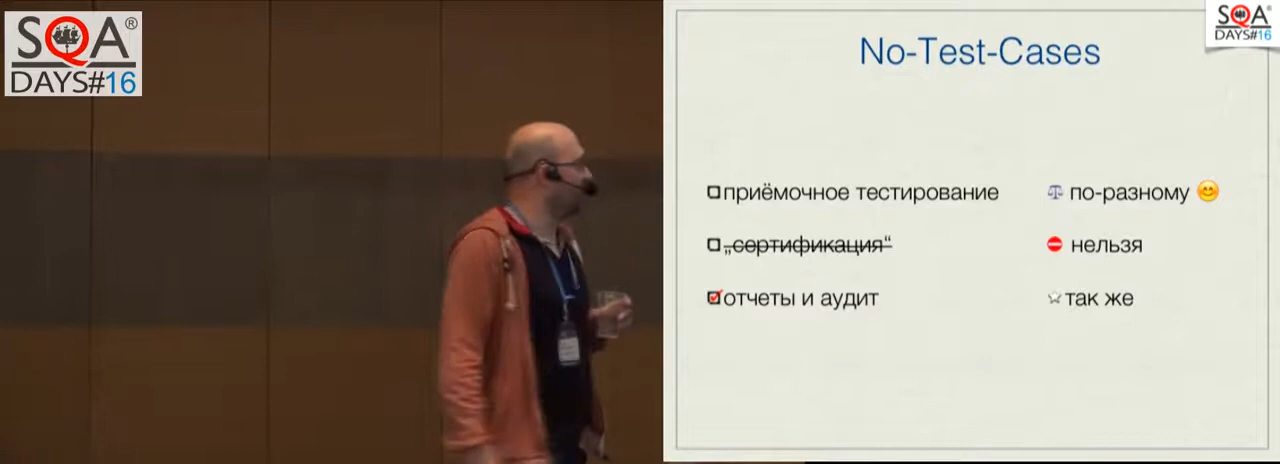 SQA®
DAYS#16
SQA
DAYS#16
No-Test-Cases
приёмочное тестирование по-разному
„сертификация“ нельзя
отчеты и аудит так же